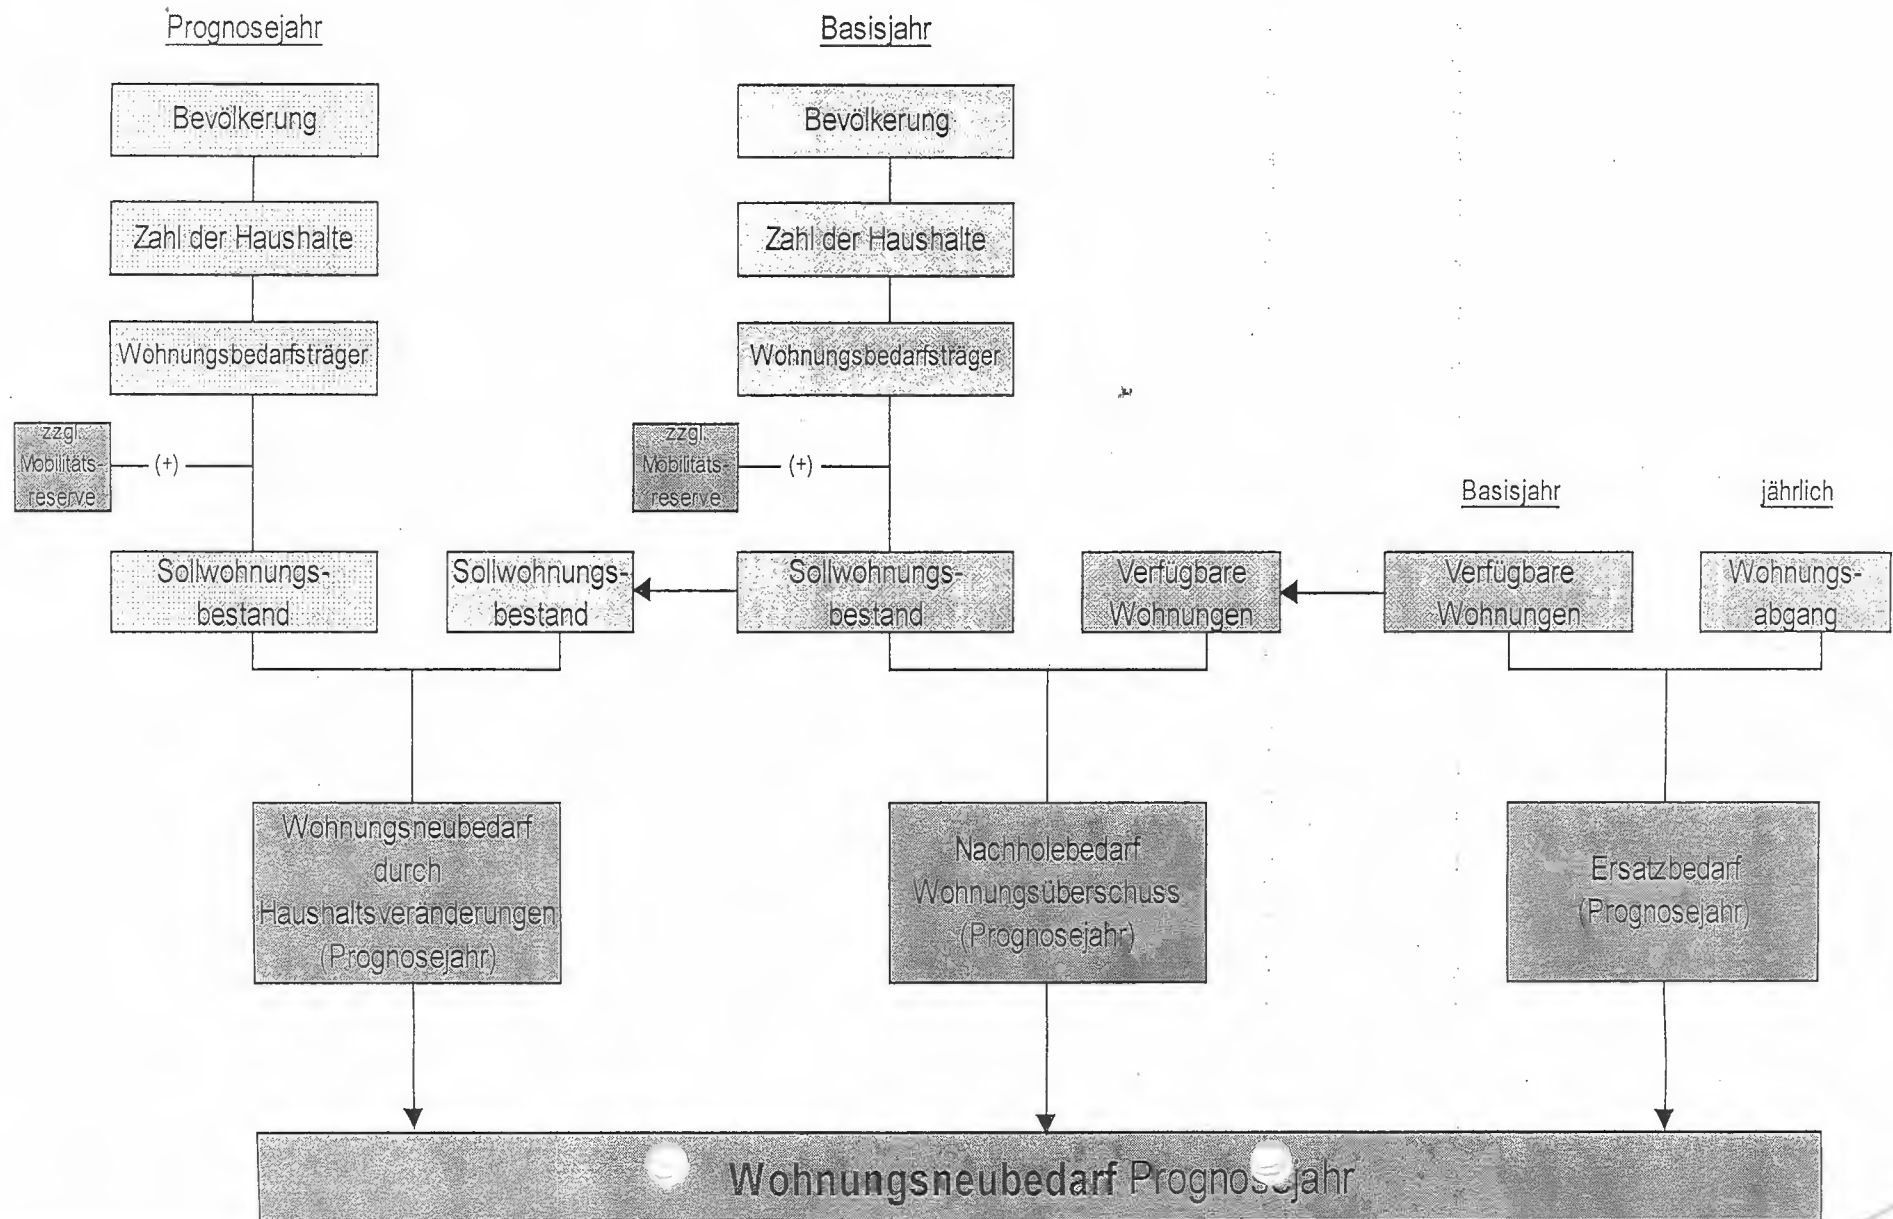 Prognosejahr
Basisjahr
Bevölkerung
Bevölkerung
Zahl der Haushalte
Zahl der Haushalte
Wohnungsbedarfsträger
Wohnungsbedarfsträger
zzgl.
Mobilitäts-
reserve
(+)
zzgl.
Mobilitäts-
reserve
(+)
Basisjahr
jährlich
Sollwohnungs-
bestand
Sollwohnungs-
bestand
Sollwohnungs-
bestand
Verfügbare
Wohnungen
Verfügbare
Wohnungen
Wohnungs-
abgang
Wohnungsneubedarf
durch
Haushaltsveränderungen
(Prognosejahr)
Nachholebedarf
Wohnungsüberschuss
(Prognosejahr)
Ersatzbedarf
(Prognosejahr)
Wohnungsneubedarf Prognosejahr